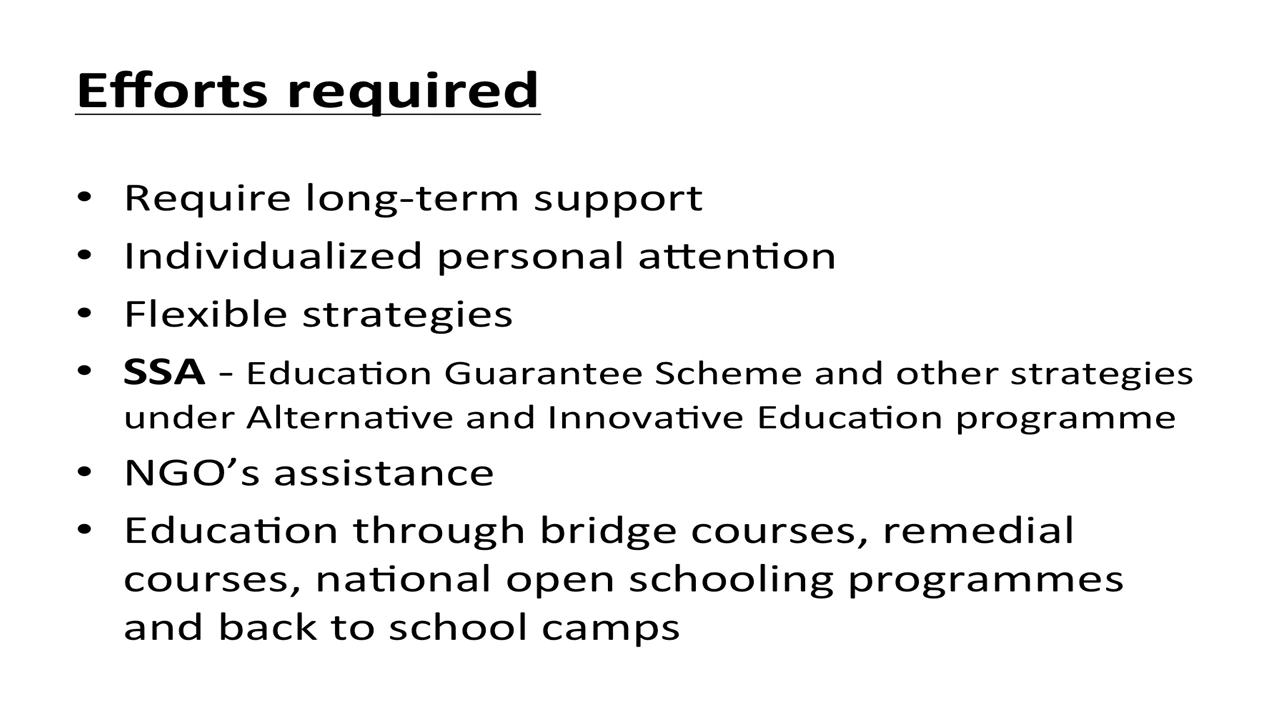 Efforts required
• Require long-term support
• Individualized personal attention
• Flexible strategies
• SSA - Education Guarantee Scheme and other strategies
under Alternative and Innovative Education programme
• NGO’s assistance
• Education through bridge courses, remedial
courses, national open schooling programmes
and back to school camps